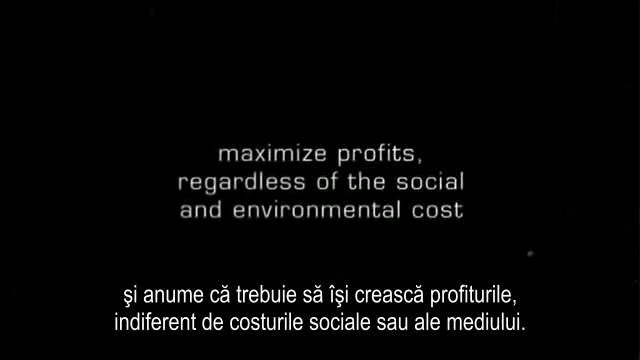 maximize profits,
regardless of the social
and environmental cost
şi anume că trebuie să îşi crească profiturile,
indiferent de costurile sociale sau ale mediului.